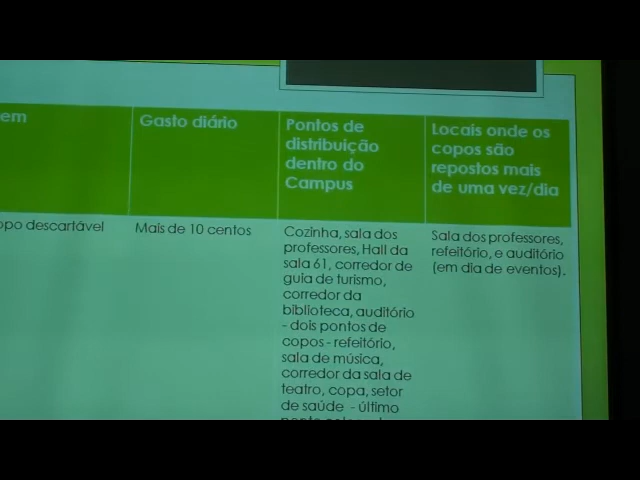 Gasto diário
Pontos de
distribuição
dentro do
Campus
Locais onde os
copos são
repostos mais
de uma vez/dia
descartável
Mais de 10 centos
Cozinha, sala dos
professores, Hall da
sala 61, corredor de
guia de turismo,
corredor da
biblioteca, auditório
- dois pontos de
copos - refeitório,
sala de música,
corredor da sala de
teatro, copa, setor
de saúde - último
Sala dos professores,
refeitório, e auditório
(em dia de eventos).